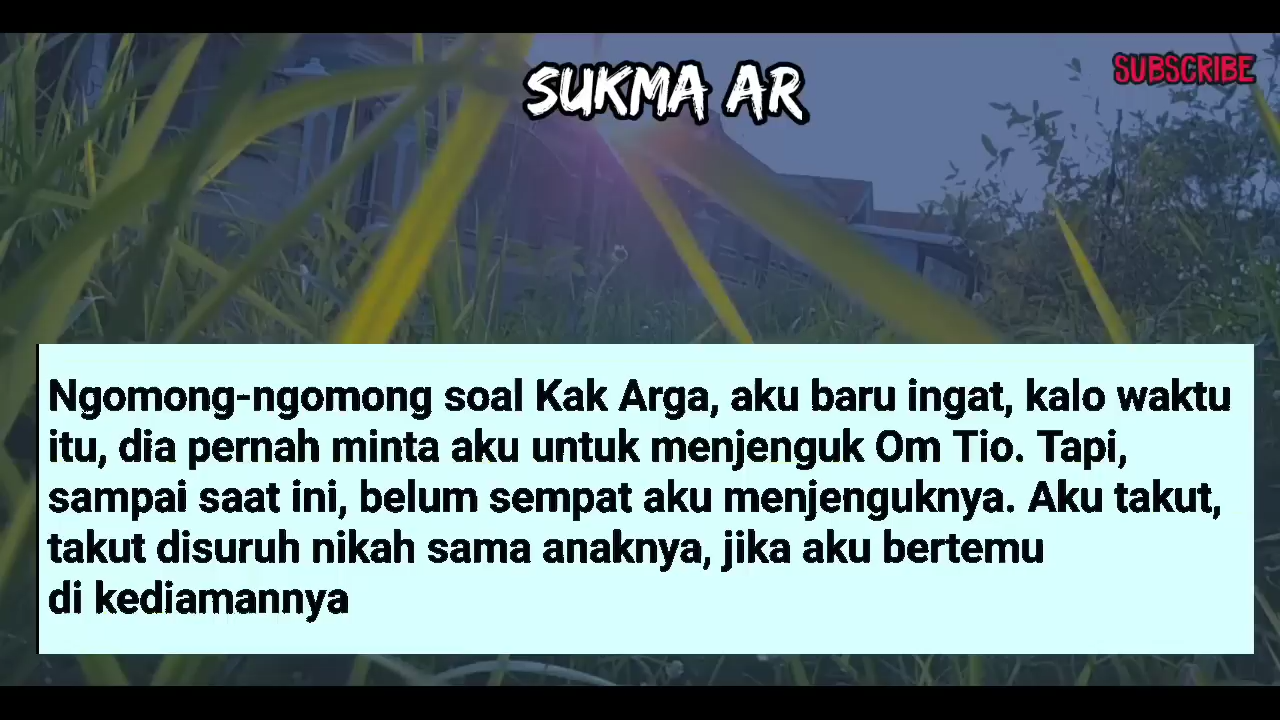 SUKMA AR
SUBSCRIBE
Ngomong-ngomong soal Kak Arga, aku baru ingat, kalo waktu
itu, dia pernah minta aku untuk menjenguk Om Tio. Tapi,
sampai saat ini, belum sempat aku menjenguknya. Aku takut,
takut disuruh nikah sama anaknya, jika aku bertemu
di kediamannya